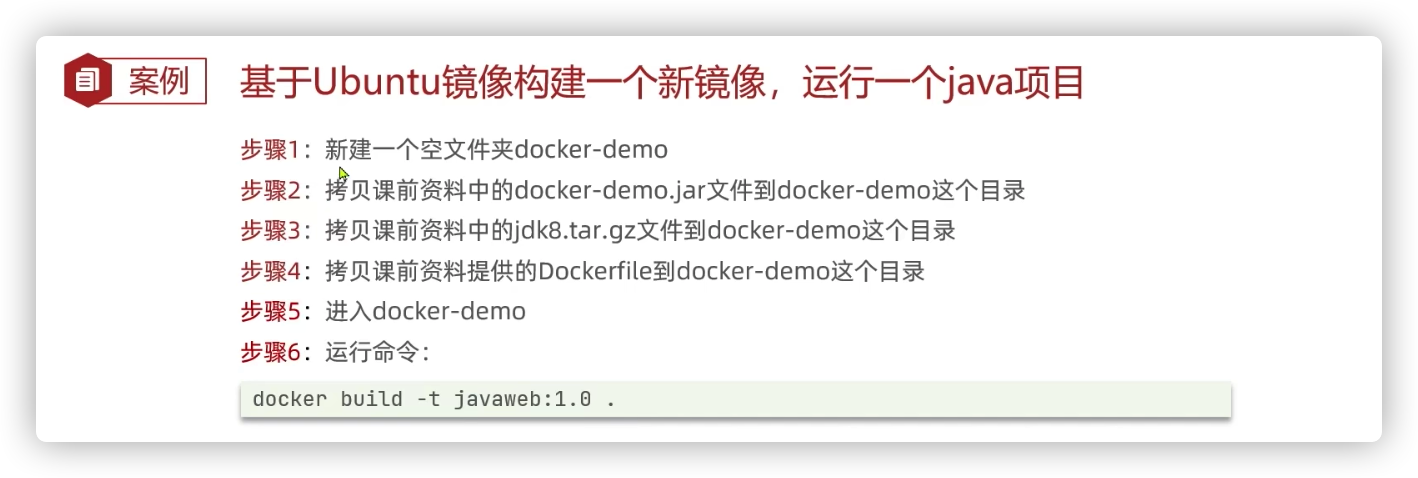 案例
基于Ubuntu镜像构建一个新镜像，运行一个java项目
步骤1：新建一个空文件夹docker-demo
步骤2：拷贝课前资料中的docker-demo.jar文件到docker-demo这个目录
步骤3：拷贝课前资料中的jdk8.tar.gz文件到docker-demo这个目录
步骤4：拷贝课前资料提供的Dockerfile到docker-demo这个目录
步骤5：进入docker-demo
步骤6：运行命令：
docker build -t javaweb:1.0 .